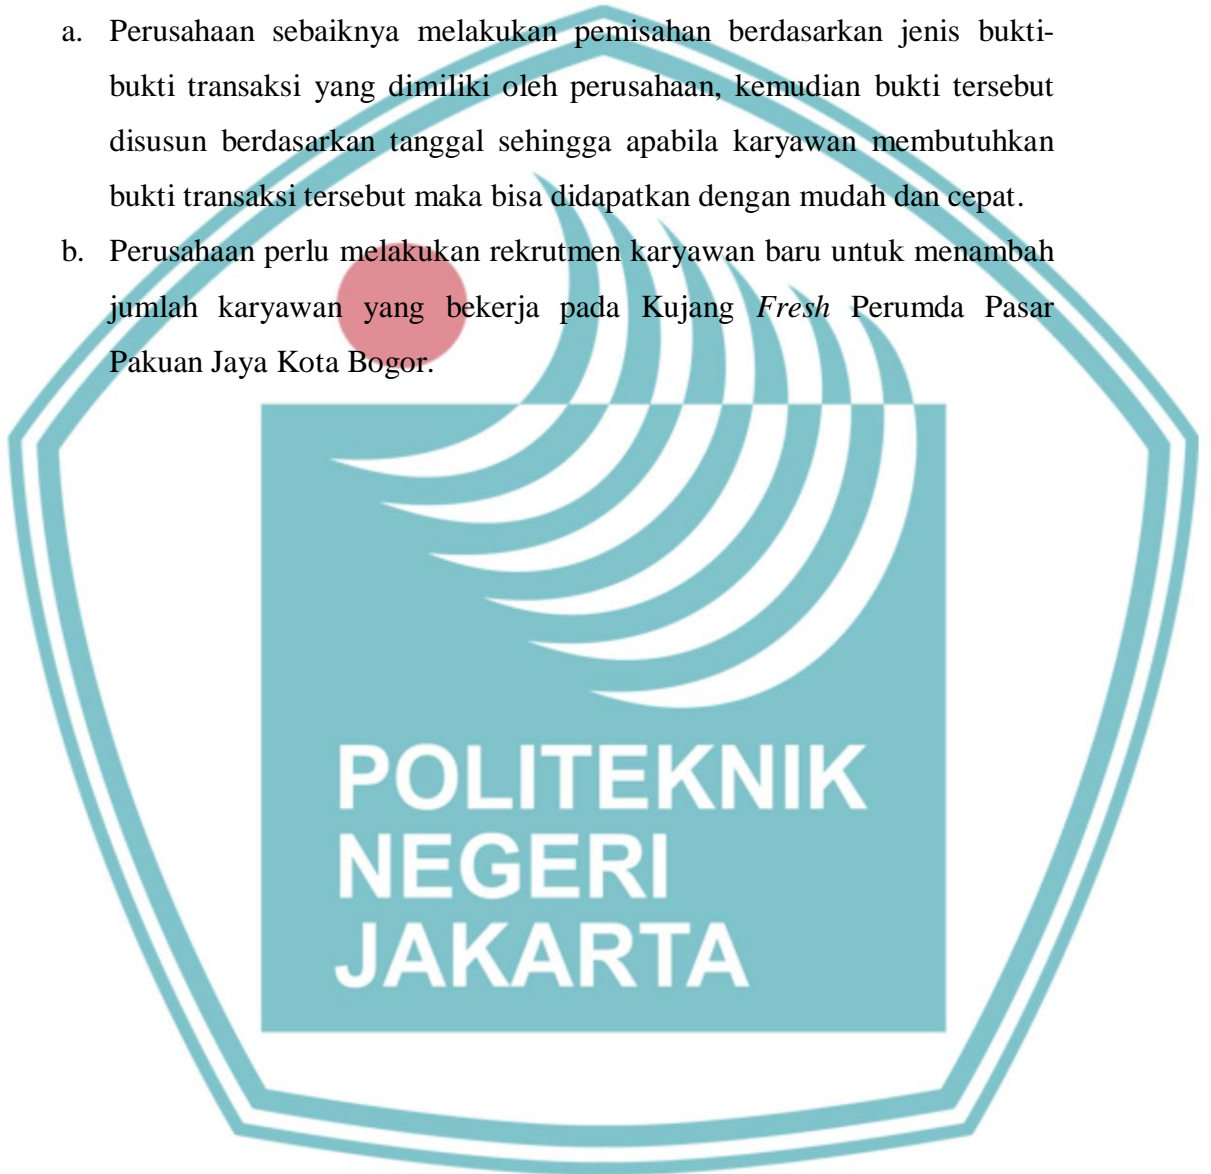 a. Perusahaan sebaiknya melakukan pemisahan berdasarkan jenis bukti-
bukti transaksi yang dimiliki oleh perusahaan, kemudian bukti tersebut
disusun berdasarkan tanggal sehingga apabila karyawan membutuhkan
bukti transaksi tersebut maka bisa didapatkan dengan mudah dan cepat.
b. Perusahaan perlu melakukan rekrutmen karyawan baru untuk menambah
jumlah karyawan yang bekerja pada Kujang Fresh Perumda Pasar
Pakuan Jaya Kota Bogor.
POLITEKNIK
NEGERI
JAKARTA